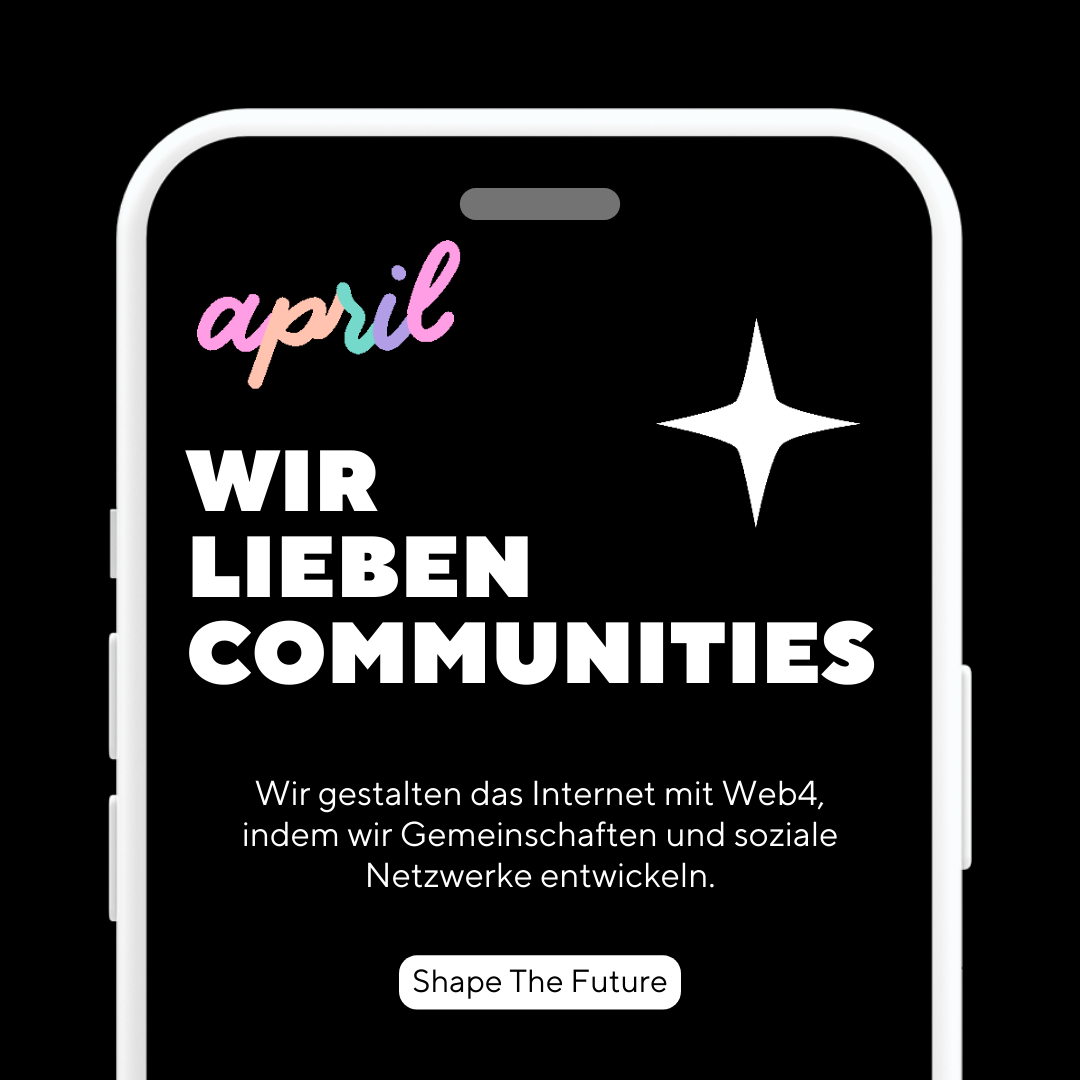 april
WIR
LIEBEN
COMMUNITIES
Wir gestalten das Internet mit Web4,
indem wir Gemeinschaften und soziale
Netzwerke entwickeln.
Shape The Future